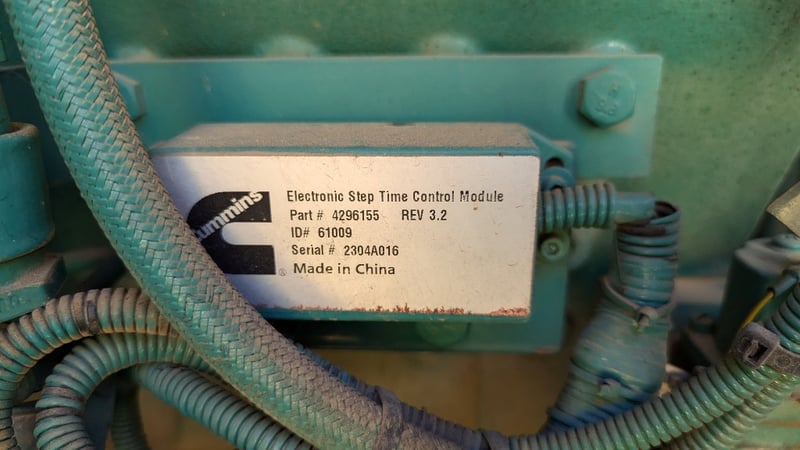 Cummins
Electronic Step Time Control Module
Part # 4296155 REV 3.2
ID# 61009
Serial # 2304A016
® Made in China